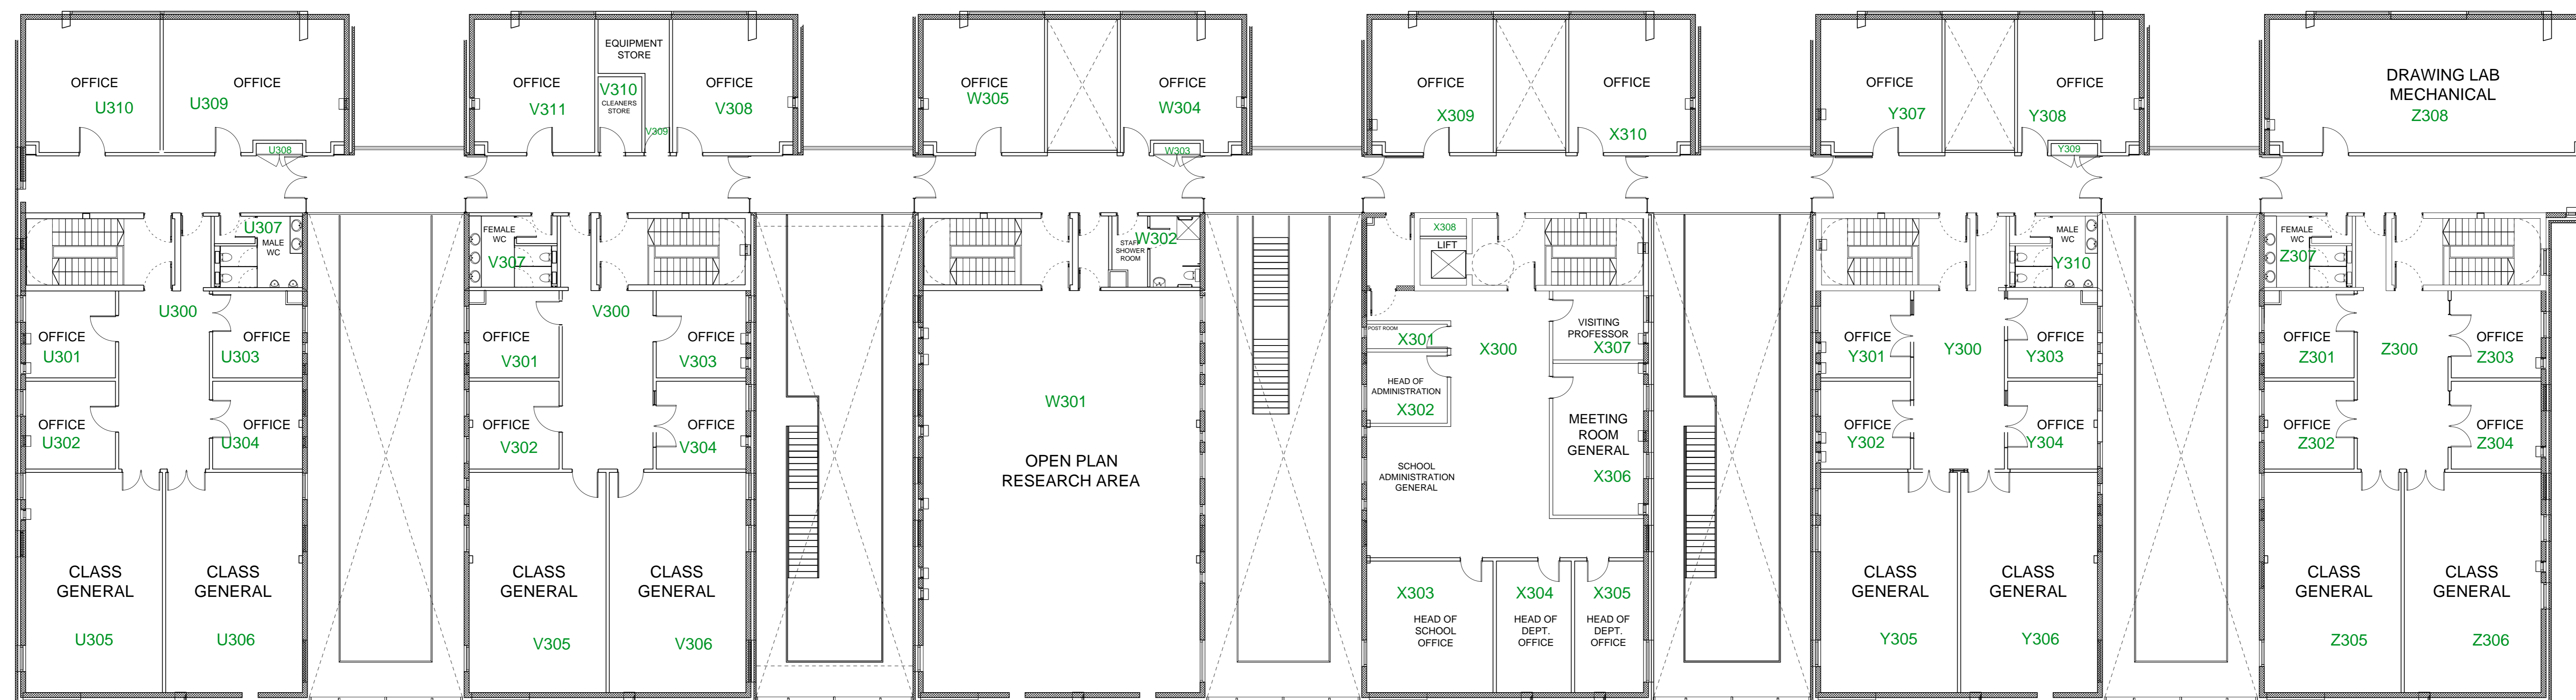 OFFICE
U310
OFFICE
U309
U308
U307
MALE
WC
U300
OFFICE
U301
OFFICE
U303
OFFICE
U302
OFFICE
U304
CLASS
GENERAL
U305
CLASS
GENERAL
U306
OFFICE
V311
EQUIPMENT
STORE
V310
CLEANERS
STORE
V309
OFFICE
V308
FEMALE
WC
V307
V300
OFFICE
V301
OFFICE
V303
OFFICE
V302
OFFICE
V304
CLASS
GENERAL
V305
CLASS
GENERAL
V306
OFFICE
W305
OFFICE
W304
W303
W302
STAFF
SHOWER
ROOM
W301
OPEN PLAN
RESEARCH AREA
OFFICE
X309
OFFICE
X310
X308
LIFT
POST ROOM
X301
X300
VISITING
PROFESSOR
X307
HEAD OF
ADMINISTRATION
X302
MEETING
ROOM
GENERAL
X306
SCHOOL
ADMINISTRATION
GENERAL
X303
HEAD OF
SCHOOL
OFFICE
X304
HEAD OF
DEPT.
OFFICE
X305
HEAD OF
DEPT.
OFFICE
OFFICE
Y307
OFFICE
Y308
Y309
MALE
WC
Y310
OFFICE
Y301
Y300
OFFICE
Y303
OFFICE
Y302
OFFICE
Y304
CLASS
GENERAL
Y305
CLASS
GENERAL
Y306
DRAWING LAB
MECHANICAL
Z308
FEMALE
WC
Z307
OFFICE
Z301
Z300
OFFICE
Z303
OFFICE
Z302
OFFICE
Z304
CLASS
GENERAL
Z305
CLASS
GENERAL
Z306